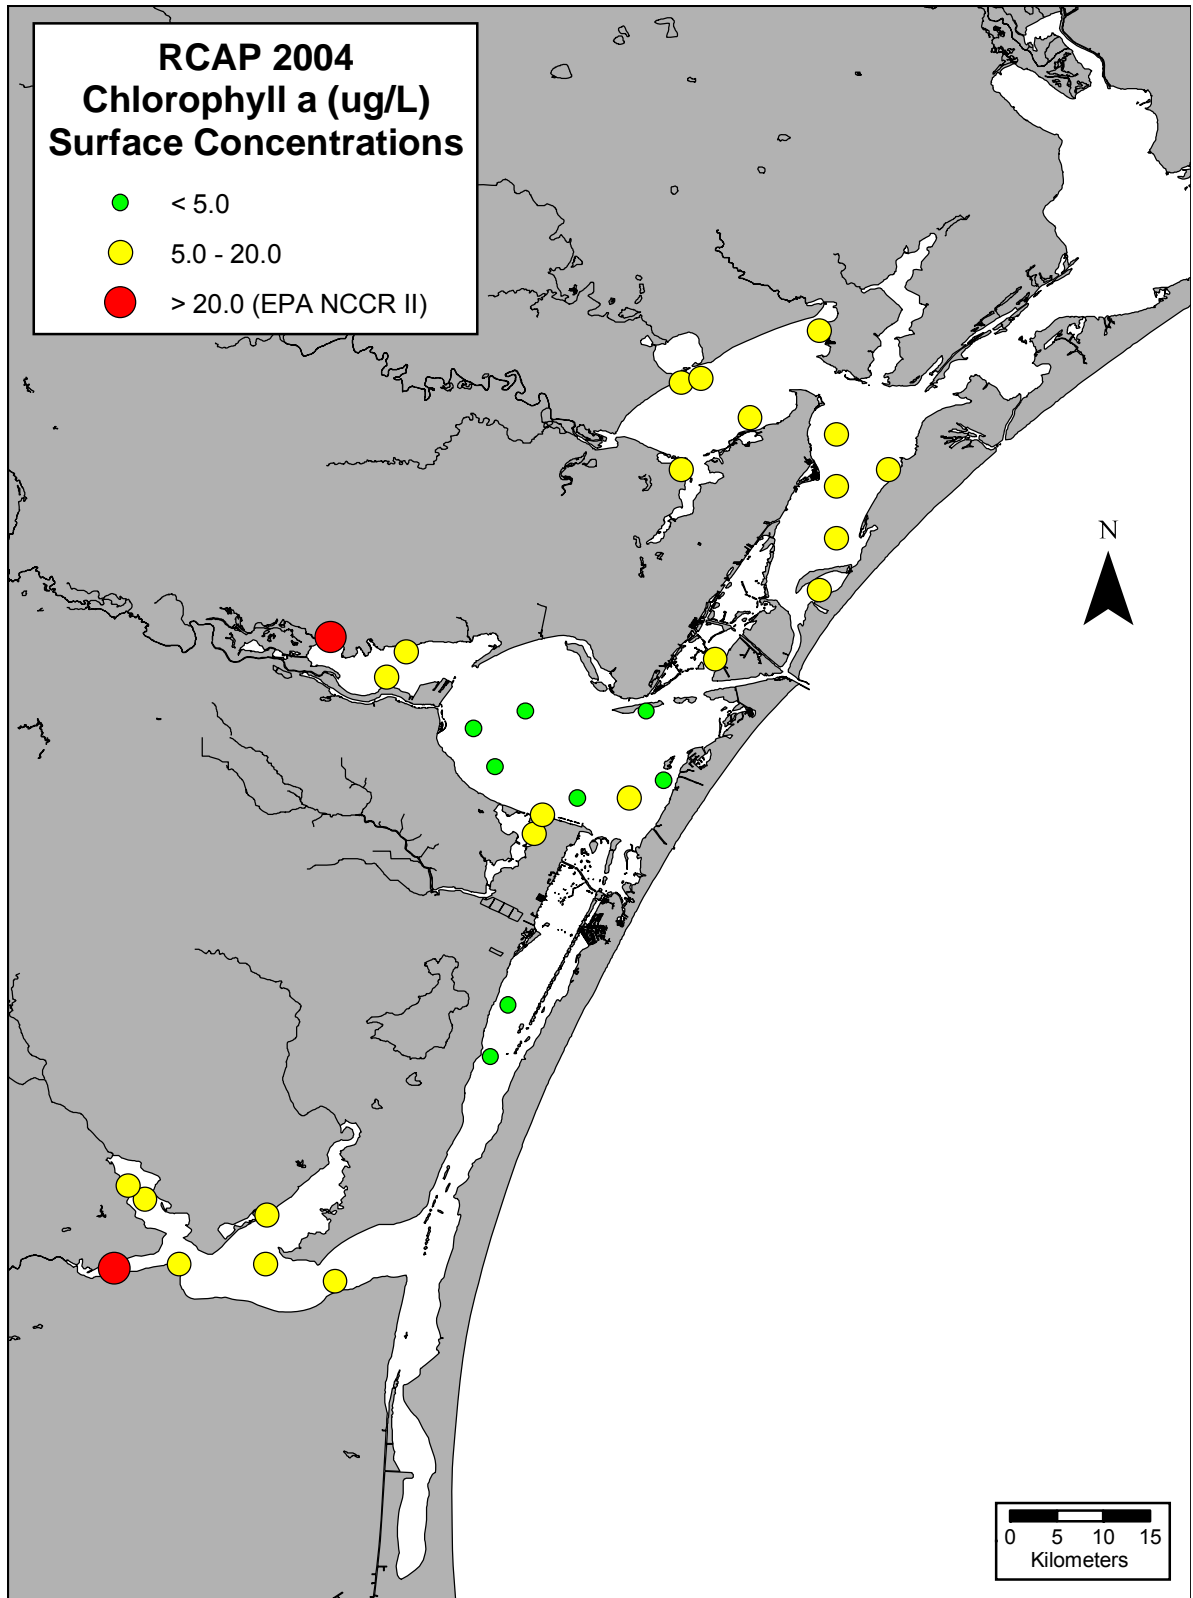 RCAP 2004
Chlorophyll a (ug/L)
Surface Concentrations
< 5.0
5.0 - 20.0
> 20.0 (EPA NCCR II)
N
0 5 10 15
Kilometers